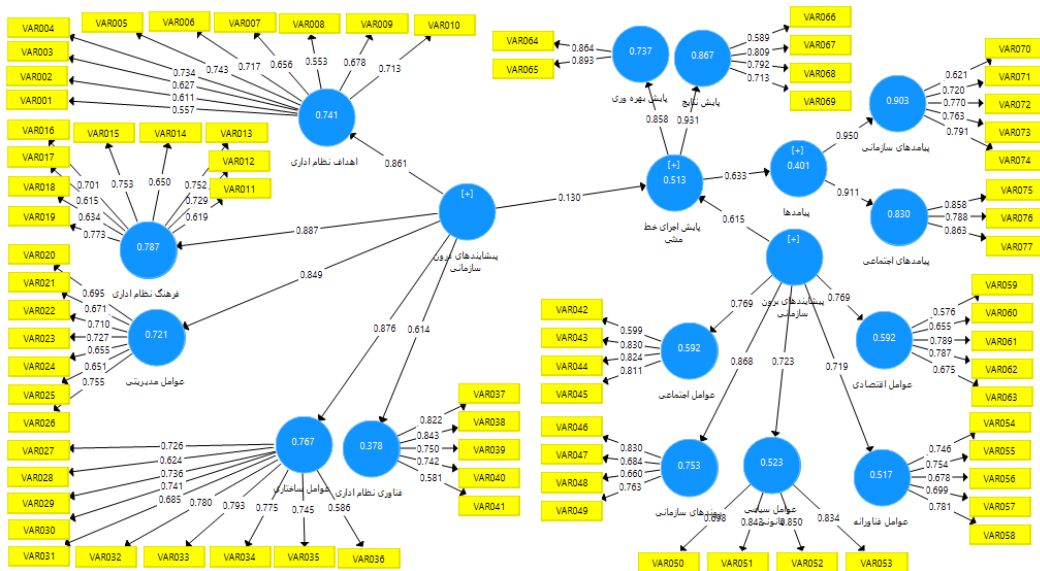 VAR004
VAR005
VAR006
VAR007
VAR008
VAR009
VAR010
VAR003
VAR002
VAR001
0.734
0.743
0.717
0.656
0.553
0.678
0.713
0.627
0.611
0.557
0.741
اهداف نظام اداری
0.861
VAR016
VAR015
VAR014
VAR013
VAR017
VAR012
VAR018
VAR011
VAR019
0.701
0.753
0.650
0.752
0.615
0.729
0.634
0.619
0.773
0.787
فرهنگ نظام اداری
0.887
VAR020
VAR021
VAR022
VAR023
VAR024
VAR025
VAR026
0.695
0.671
0.710
0.727
0.655
0.651
0.755
0.721
عوامل مدیریتی
0.849
[+]
پیشایندهای برون
سازمانی
0.130
0.876
0.614
VAR027
VAR028
VAR029
VAR030
VAR031
VAR032
VAR033
VAR034
VAR035
VAR036
0.726
0.624
0.736
0.741
0.685
0.780
0.793
0.775
0.745
0.586
0.767
عوامل ساختاری
0.378
فناوری نظام اداری
0.822
0.843
0.750
0.742
0.581
VAR037
VAR038
VAR039
VAR040
VAR041
VAR064
VAR065
0.864
0.893
0.737
پایش بهره وری
0.858
0.867
پایش نتایج
0.931
0.589
0.809
0.792
0.713
VAR066
VAR067
VAR068
VAR069
[+]
0.513
پایش اجرای خط
مشی
0.633
[+]
0.401
پیامدها
0.950
0.911
0.903
پیامدهای سازمانی
0.621
0.720
0.770
0.763
0.791
VAR070
VAR071
VAR072
VAR073
VAR074
0.830
پیامدهای اجتماعی
0.858
0.788
0.863
VAR075
VAR076
VAR077
0.615
[+]
پیشایندهای برون
سازمانی
0.769
0.868
0.723
0.719
0.769
VAR042
VAR043
VAR044
VAR045
0.599
0.830
0.824
0.811
0.592
عوامل اجتماعی
VAR046
VAR047
VAR048
VAR049
0.830
0.684
0.660
0.763
0.753
روندهای سازمانی
0.523
عوامل سیاسی
قانونی
0.698
0.850
0.834
VAR050
VAR051
VAR052
VAR053
0.592
عوامل اقتصادی
0.576
0.655
0.789
0.787
0.675
VAR059
VAR060
VAR061
VAR062
VAR063
0.517
عوامل فناورانه
0.746
0.754
0.678
0.699
0.781
VAR054
VAR055
VAR056
VAR057
VAR058